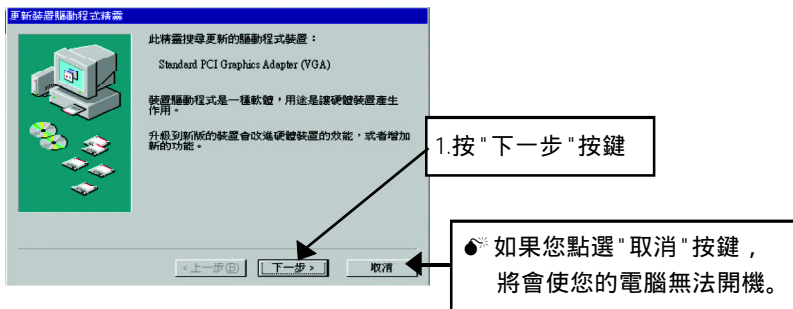 更新裝置驅動程式精靈
此精靈搜尋更新的驅動程式裝置：
Standard PCI Graphics Adapter (VGA)
裝置驅動程式是一種軟體，用途是讓硬體裝置產生
作用。
升級到新版的裝置會改進硬體裝置的效能，或者增加
新的功能。
1.按"下一步"按鍵
<上一步(B) 下一步> 取消
如果您點選"取消"按鍵，
將會使您的電腦無法開機。